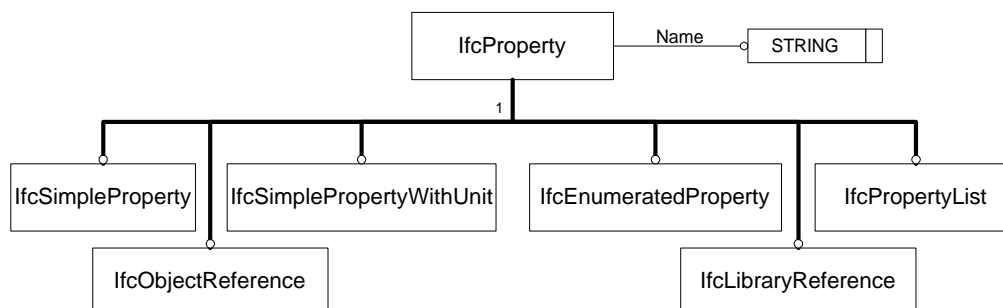 IfcProperty
Name
STRING
1
IfcSimpleProperty
IfcSimplePropertyWithUnit
IfcEnumeratedProperty
IfcPropertyList
IfcObjectReference
IfcLibraryReference